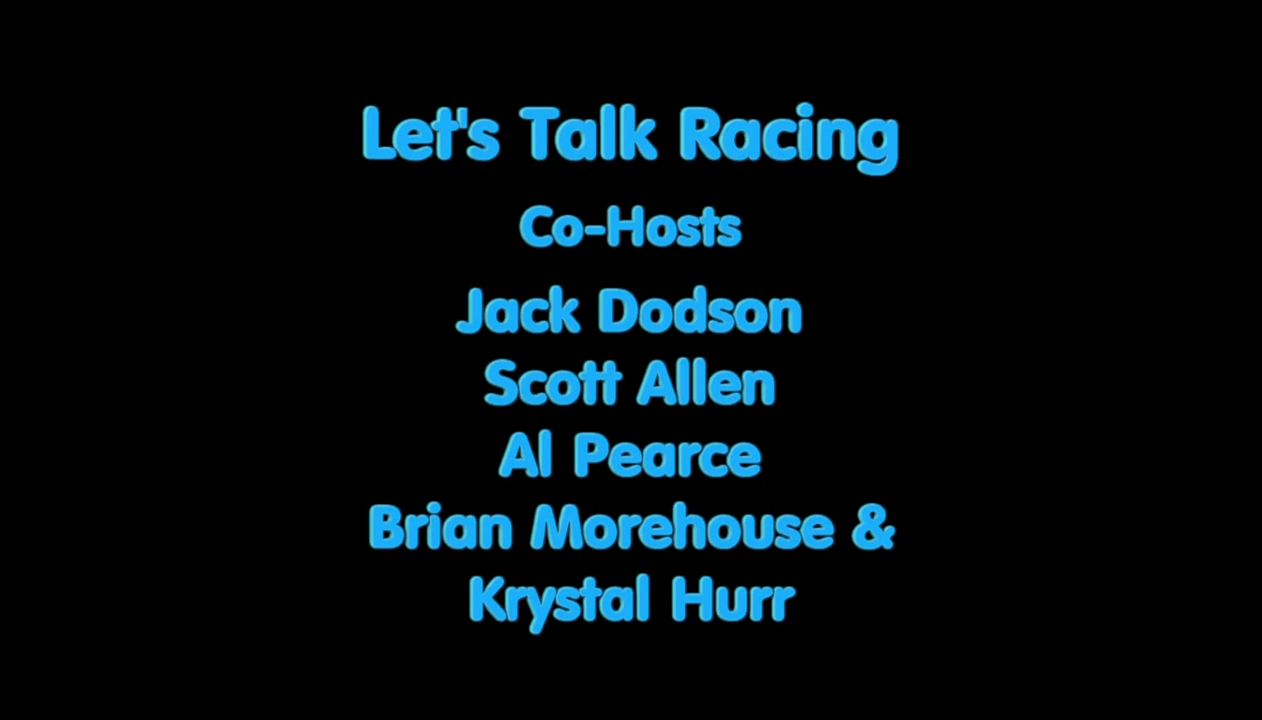 Let's Talk Racing
Co-Hosts
Jack Dodson
Scott Allen
Al Pearce
Brian Morehouse &
Krystal Hurr